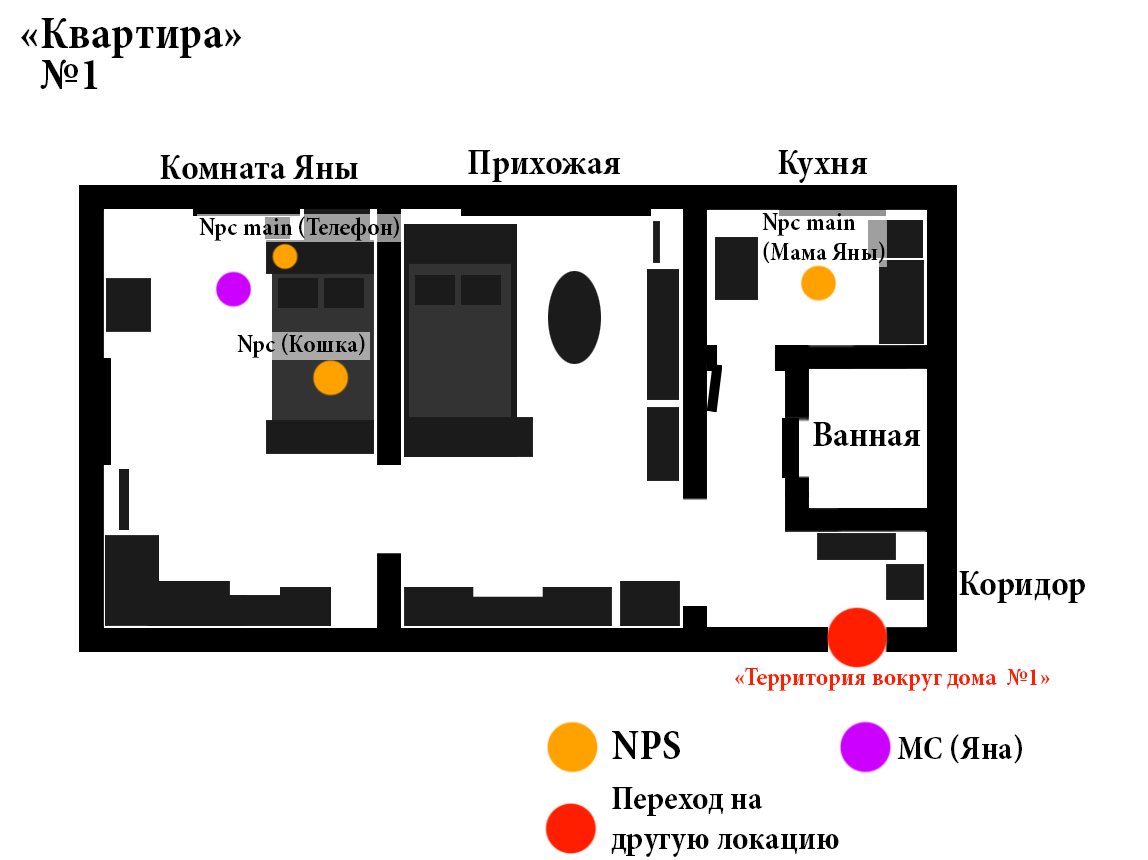 «Квартира»
№1
Комната Яны
Прихожая
Кухня
Npc main (Телефон)
Npc main
(Мама Яны)
Npc (Кошка)
Ванная
Коридор
«Территория вокруг дома №1»
NPS
МС (Яна)
Переход на
другую локацию